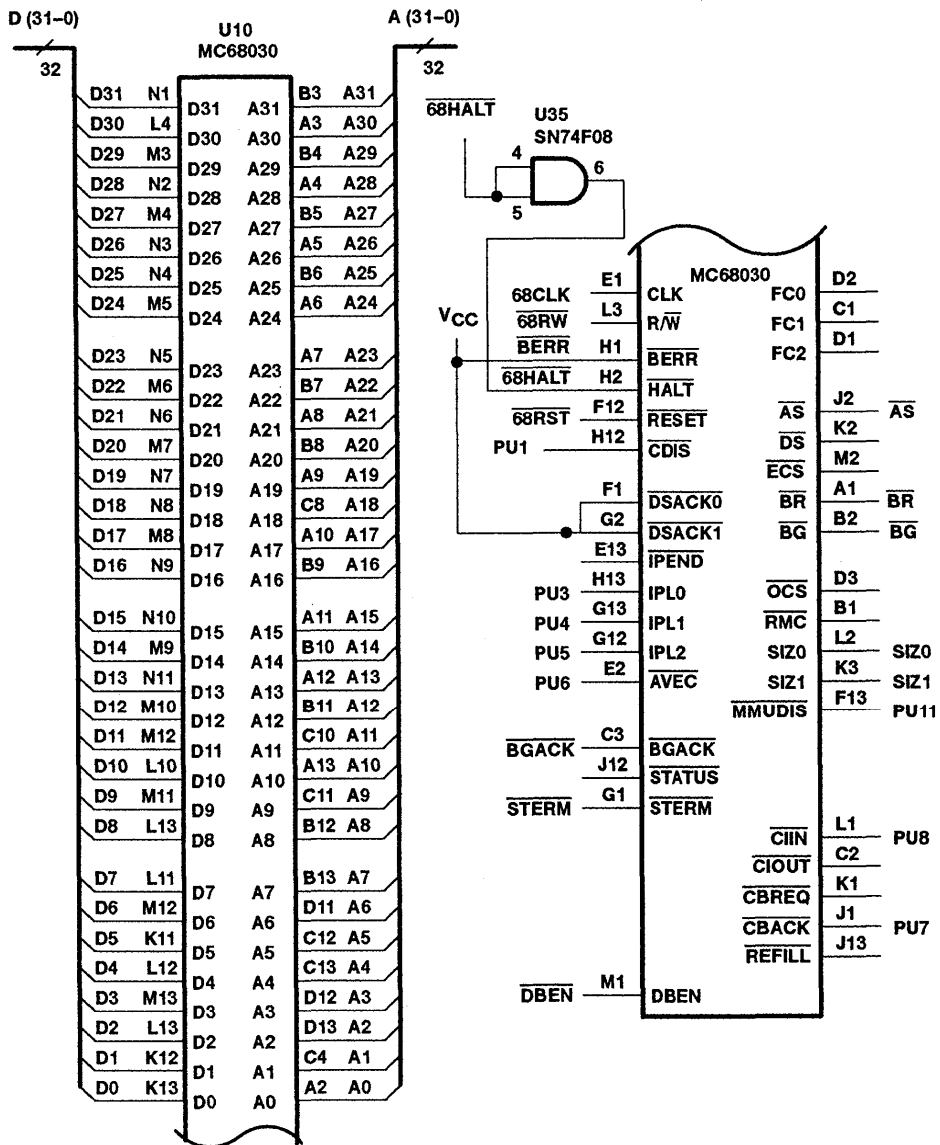 D (31–0) A (31–0)
U10
MC68030
32 32
D31 N1 D31 A31 B3 A31
D30 L4 D30 A30 A3 A30
D29 M3 D29 A29 B4 A29
D28 N2 D28 A28 A4 A28
D27 M4 D27 A27 B5 A27
D26 N3 D26 A26 A5 A26
D25 N4 D25 A25 B6 A25
D24 M5 D24 A24 A6 A24
D23 N5 D23 A23 A7 A23
D22 M6 D22 A22 B7 A22
D21 N6 D21 A21 A8 A21
D20 M7 D20 A20 B8 A20
D19 N7 D19 A19 A9 A19
D18 N8 D18 A18 C8 A18
D17 M8 D17 A17 A10 A17
D16 N9 D16 A16 B9 A16
D15 N10 D15 A15 A11 A15
D14 M9 D14 A14 B10 A14
D13 N11 D13 A13 A12 A13
D12 M10 D12 A12 B11 A12
D11 M12 D11 A11 C10 A11
D10 L10 D10 A10 A13 A10
D9 M11 D9 A9 C11 A9
D8 L13 D8 A8 B12 A8
D7 L11 D7 A7 B13 A7
D6 M12 D6 A6 D11 A6
D5 K11 D5 A5 C12 A5
D4 L12 D4 A4 C13 A4
D3 M13 D3 A3 D12 A3
D2 L13 D2 A2 D13 A2
D1 K12 D1 A1 C4 A1
D0 K13 D0 A0 A2 A0
68HALT
U35
SN74F08
4
5
6
VCC
MC68030
68CLK E1 CLK
68RW L3 R/W
BERR H1 BERR
68HALT H2 HALT
68RST F12 RESET
PU1 H12 CDIS
F1 DSACK0
G2 DSACK1
E13 IPEND
PU3 H13 IPL0
PU4 G13 IPL1
PU5 G12 IPL2
PU6 E2 AVEC
BGACK C3 BGACK
J12 STATUS
STERM G1 STERM
DBEN M1 DBEN
FC0 D2
FC1 C1
FC2 D1
AS J2 AS
DS K2
ECS M2
BR A1 BR
BG B2 BG
OCS D3
RMC B1
SIZ0 L2 SIZ0
SIZ1 K3 SIZ1
MMUDIS F13 PU11
CIIN L1 PU8
CIOUT C2
CBREQ K1
CBACK J1 PU7
REFILL J13